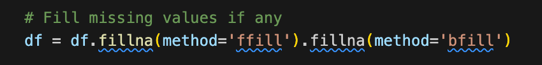 # Fill missing values if any
df = df.fillna(method='ffill').fillna(method='bfill')